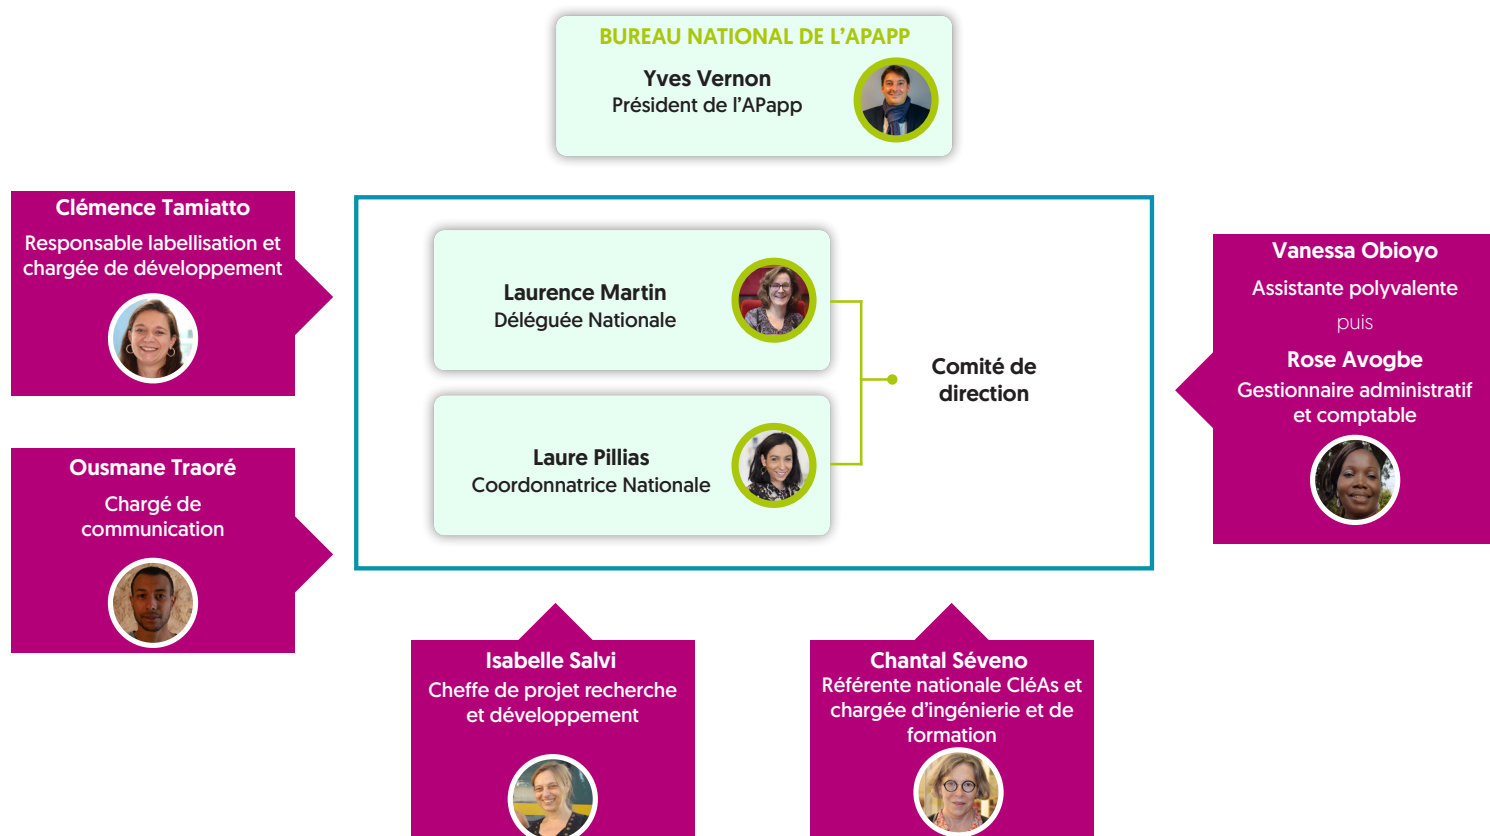 BUREAU NATIONAL DE L’APAPP
Yves Vernon
Président de l’APapp
Clémence Tamiatto
Responsable labellisation et
chargée de développement
Laurence Martin
Déléguée Nationale
Laure Pillias
Coordonnatrice Nationale
Comité de
direction
Vanessa Obioyo
Assistante polyvalente
puis
Rose Avogbe
Gestionnaire administratif
et comptable
Ousmane Traoré
Chargé de
communication
Isabelle Salvi
Cheffe de projet recherche
et développement
Chantal Séveno
Référente nationale CléAs et
chargée d’ingénierie et de
formation